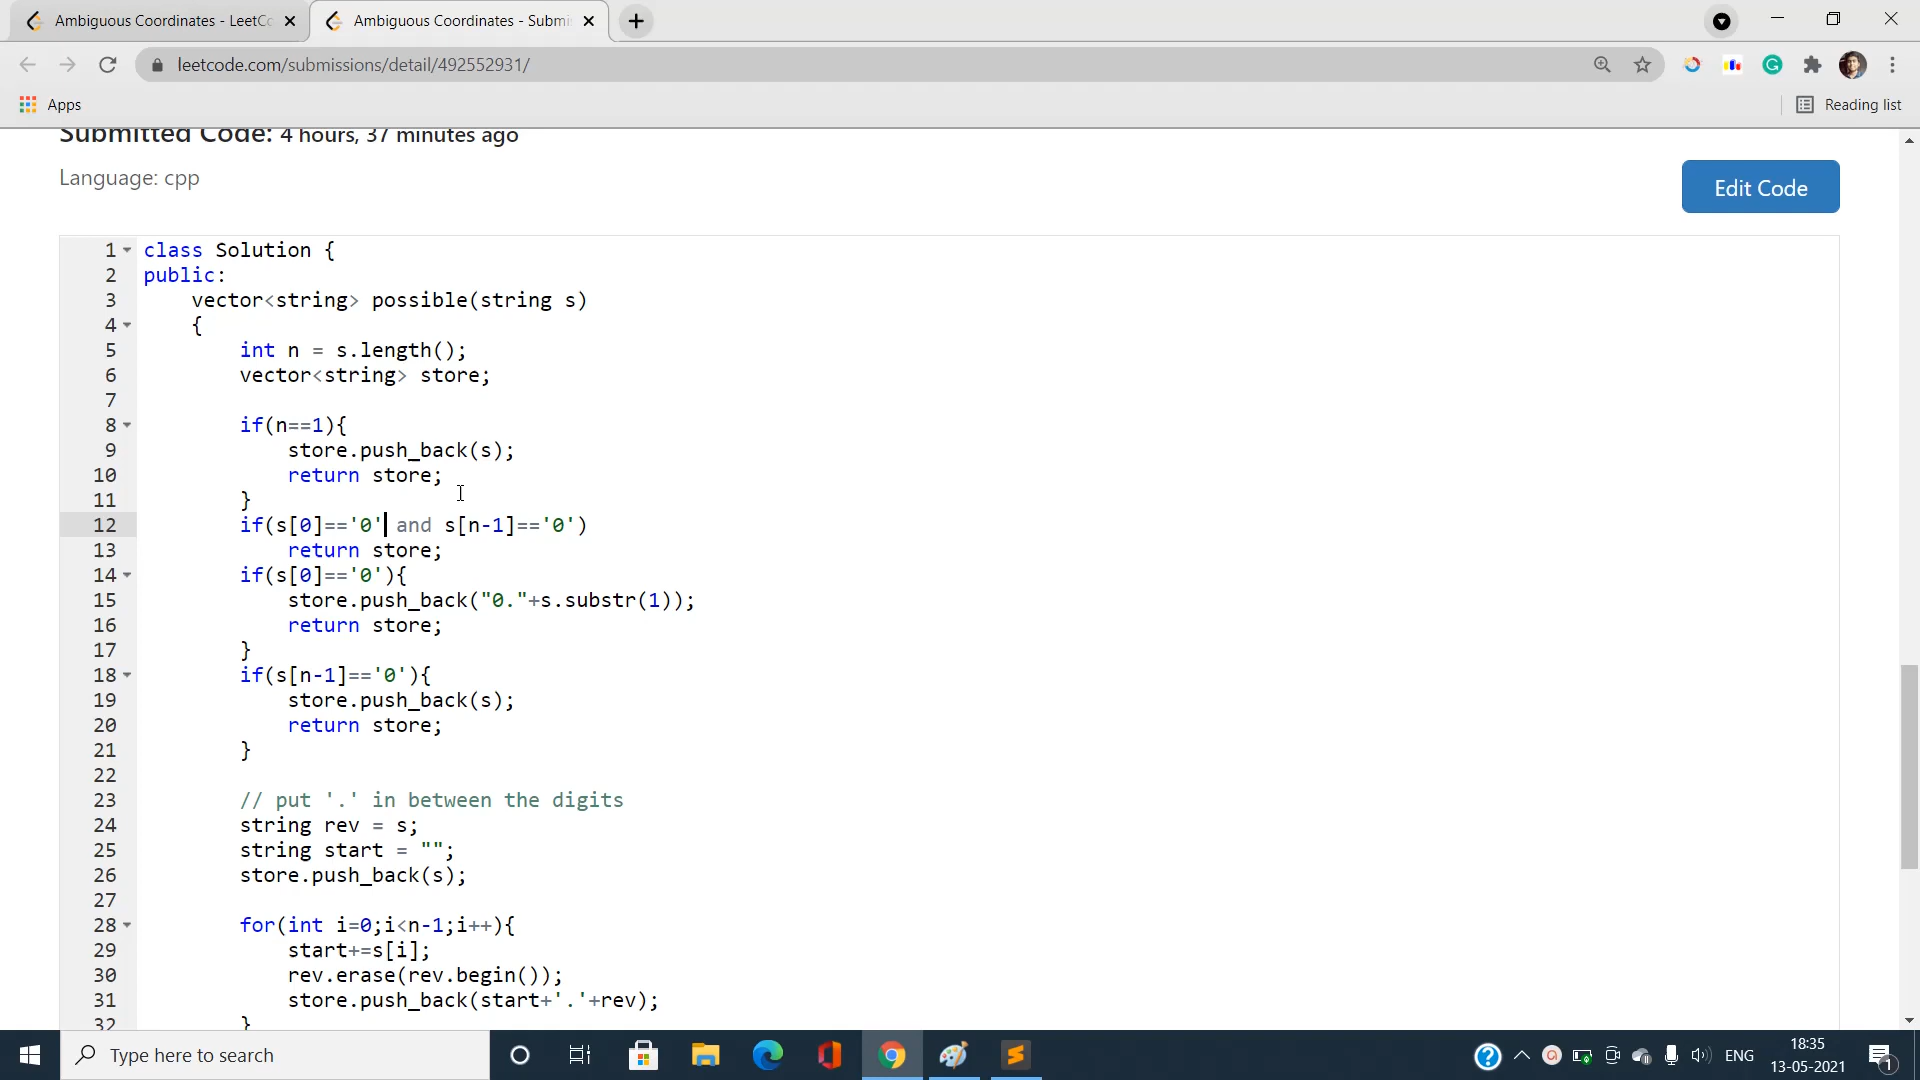 Ambiguous Coordinates - LeetCo
Ambiguous Coordinates - Submis
leetcode.com/submissions/detail/492552931/
Apps
Reading list
Submitted Code: 4 hours, 37 minutes ago
Language: cpp
Edit Code
1 class Solution {
2 public:
3 vector<string> possible(string s)
4 {
5 int n = s.length();
6 vector<string> store;
7
8 if(n==1){
9 store.push_back(s);
10 return store;
11 }
12 if(s[0]=='0' and s[n-1]=='0')
13 return store;
14 if(s[0]=='0'){
15 store.push_back("0."+s.substr(1));
16 return store;
17 }
18 if(s[n-1]=='0'){
19 store.push_back(s);
20 return store;
21 }
22
23 // put '.' in between the digits
24 string rev = s;
25 string start = "";
26 store.push_back(s);
27
28 for(int i=0;i<n-1;i++){
29 start+=s[i];
30 rev.erase(rev.begin());
31 store.push_back(start+'.'+rev);
32 }
Type here to search
ENG
18:35
13-05-2021
1